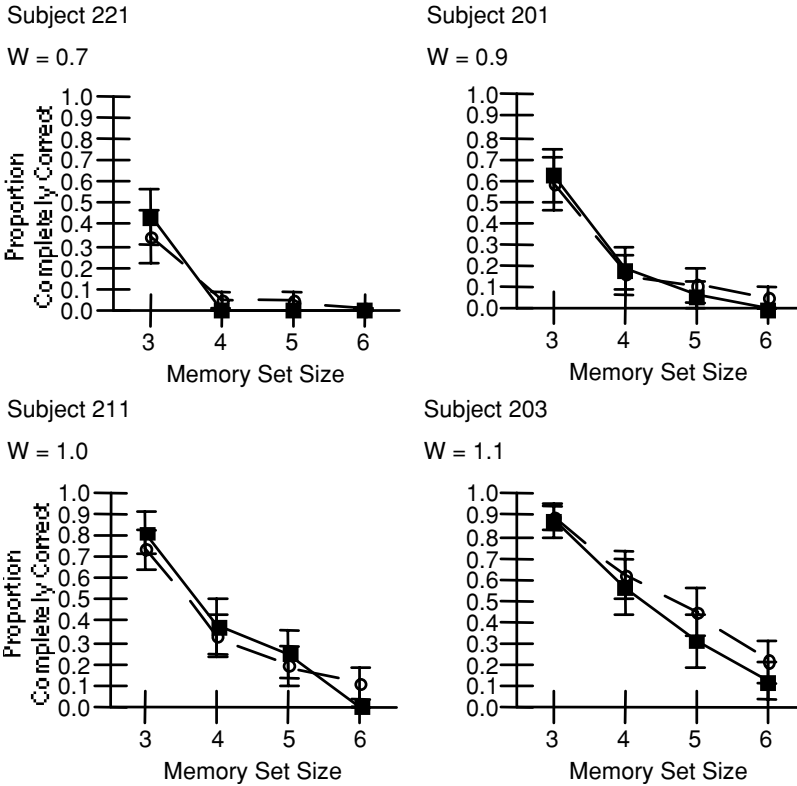 Subject 221
W = 0.7
Proportion
Completely Correct
1.0
0.9
0.8
0.7
0.6
0.5
0.4
0.3
0.2
0.1
0.0
3 4 5 6
Memory Set Size
Subject 201
W = 0.9
1.0
0.9
0.8
0.7
0.6
0.5
0.4
0.3
0.2
0.1
0.0
3 4 5 6
Memory Set Size
Subject 211
W = 1.0
Proportion
Completely Correct
1.0
0.9
0.8
0.7
0.6
0.5
0.4
0.3
0.2
0.1
0.0
3 4 5 6
Memory Set Size
Subject 203
W = 1.1
1.0
0.9
0.8
0.7
0.6
0.5
0.4
0.3
0.2
0.1
0.0
3 4 5 6
Memory Set Size